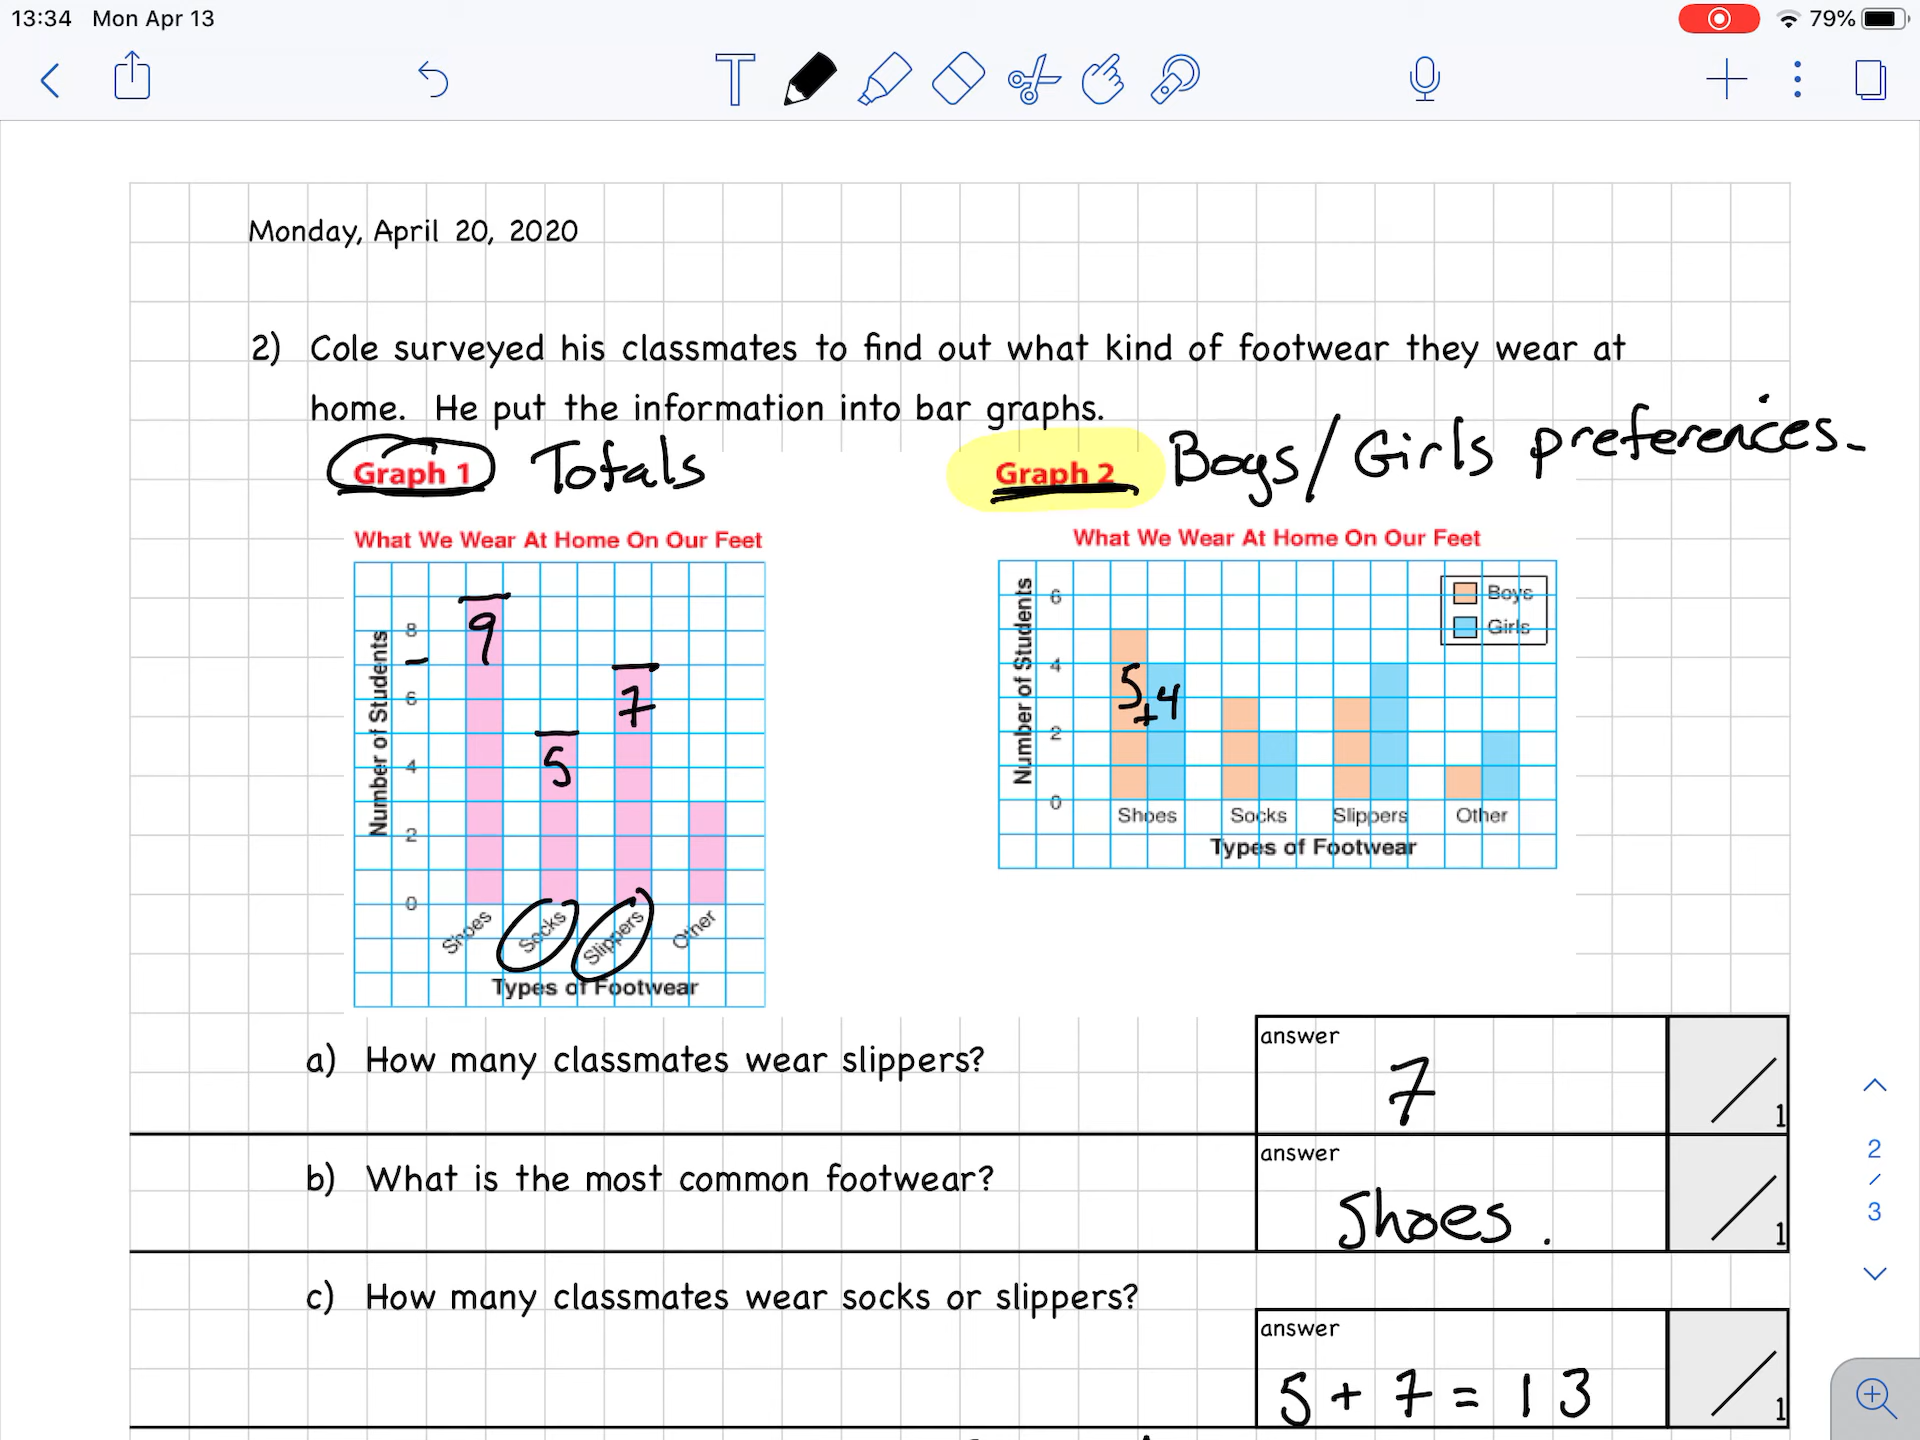 13:34 Mon Apr 13 79%
Monday, April 20, 2020
2) Cole surveyed his classmates to find out what kind of footwear they wear at
home. He put the information into bar graphs.
Graph 1 Totals
Graph 2 Boys/Girls preferences.
What We Wear At Home On Our Feet
Number of Students
8
6
4
2
0
9
5
7
Shoes Socks Slippers Other
Types of Footwear
What We Wear At Home On Our Feet
Number of Students
6
4
2
0
Boys
Girls
5+4
Shoes Socks Slippers Other
Types of Footwear
a) How many classmates wear slippers?
answer
7
/1
b) What is the most common footwear?
answer
Shoes.
/1
c) How many classmates wear socks or slippers?
answer
5+7=13
/1
2
/
3